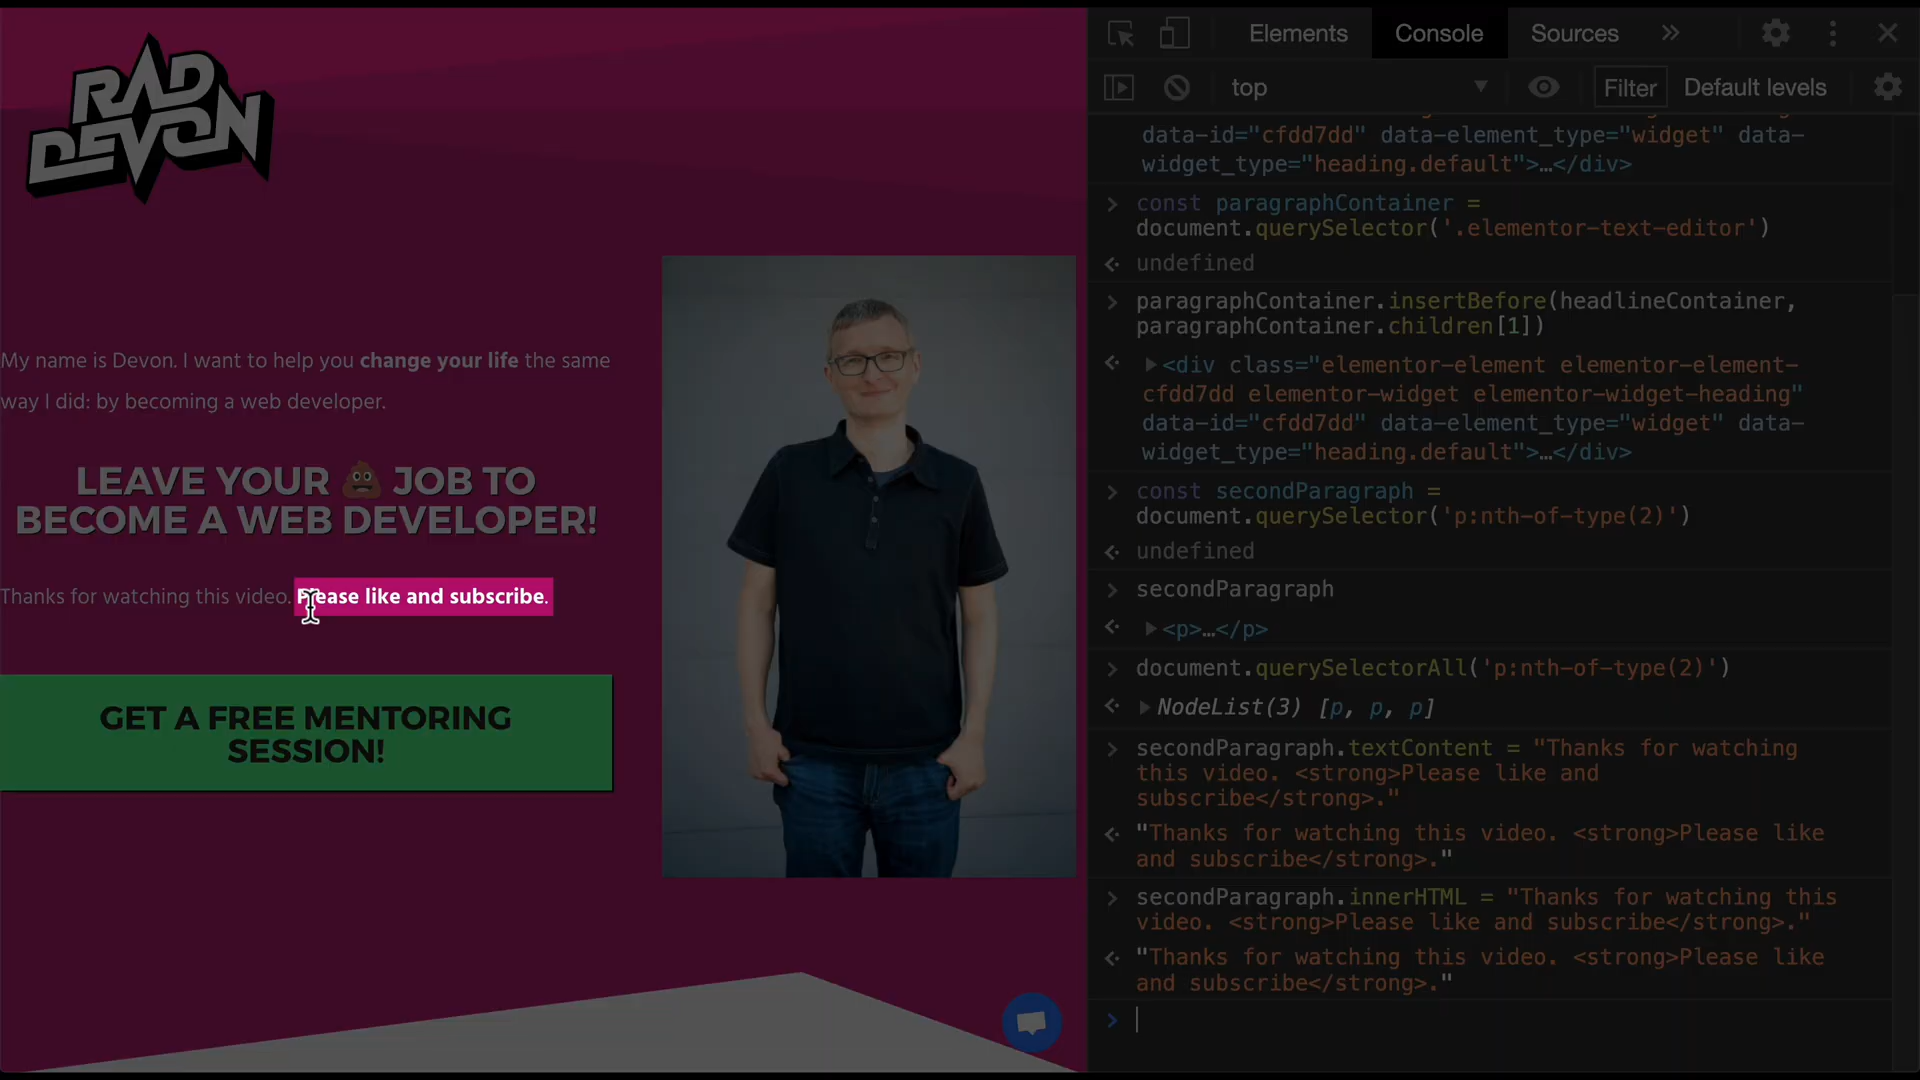 RAD
DEVON
My name is Devon. I want to help you change your life the same
way I did: by becoming a web developer.
LEAVE YOUR 💩 JOB TO
BECOME A WEB DEVELOPER!
Thanks for watching this video. Please like and subscribe.
GET A FREE MENTORING
SESSION!
Elements Console Sources »
top ▼ Filter Default levels
data-id="cfdd7dd" data-element_type="widget" data-
widget_type="heading.default">…</div>
> const paragraphContainer =
document.querySelector('.elementor-text-editor')
undefined
> paragraphContainer.insertBefore(headlineContainer,
paragraphContainer.children[1])
▶<div class="elementor-element elementor-element-
cfdd7dd elementor-widget elementor-widget-heading"
data-id="cfdd7dd" data-element_type="widget" data-
widget_type="heading.default">…</div>
> const secondParagraph =
document.querySelector('p:nth-of-type(2)')
undefined
> secondParagraph
▶<p>…</p>
> document.querySelectorAll('p:nth-of-type(2)')
▶NodeList(3) [p, p, p]
> secondParagraph.textContent = "Thanks for watching
this video. <strong>Please like and
subscribe</strong>."
"Thanks for watching this video. <strong>Please like
and subscribe</strong>."
> secondParagraph.innerHTML = "Thanks for watching this
video. <strong>Please like and subscribe</strong>."
"Thanks for watching this video. <strong>Please like
and subscribe</strong>."
>